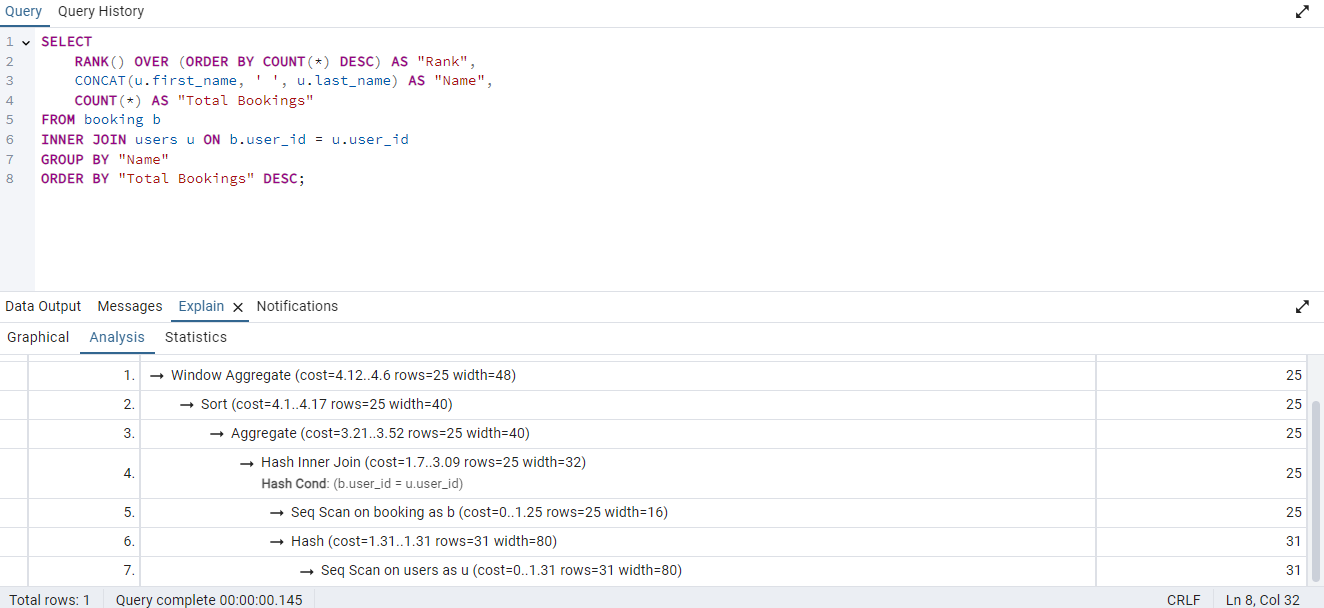 Query Query History
1 SELECT
2 RANK() OVER (ORDER BY COUNT(*) DESC) AS "Rank",
3 CONCAT(u.first_name, ' ', u.last_name) AS "Name",
4 COUNT(*) AS "Total Bookings"
5 FROM booking b
6 INNER JOIN users u ON b.user_id = u.user_id
7 GROUP BY "Name"
8 ORDER BY "Total Bookings" DESC;
Data Output Messages Explain Notifications
Graphical Analysis Statistics
1. → Window Aggregate (cost=4.12..4.6 rows=25 width=48) 25
2. → Sort (cost=4.1..4.17 rows=25 width=40) 25
3. → Aggregate (cost=3.21..3.52 rows=25 width=40) 25
4. → Hash Inner Join (cost=1.7..3.09 rows=25 width=32) 25
Hash Cond: (b.user_id = u.user_id)
5. → Seq Scan on booking as b (cost=0..1.25 rows=25 width=16) 25
6. → Hash (cost=1.31..1.31 rows=31 width=80) 31
7. → Seq Scan on users as u (cost=0..1.31 rows=31 width=80) 31
Total rows: 1 Query complete 00:00:00.145 CRLF Ln 8, Col 32